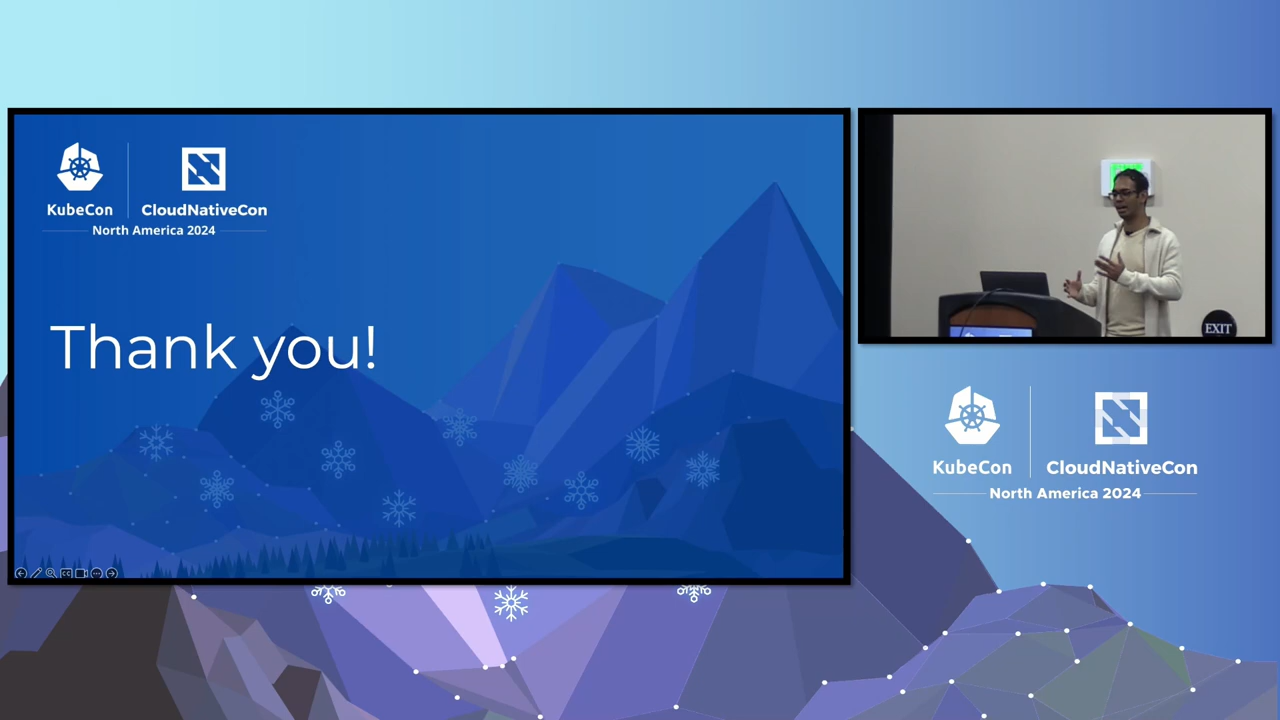 KubeCon
CloudNativeCon
North America 2024
Thank you!
EXIT
KubeCon
CloudNativeCon
North America 2024